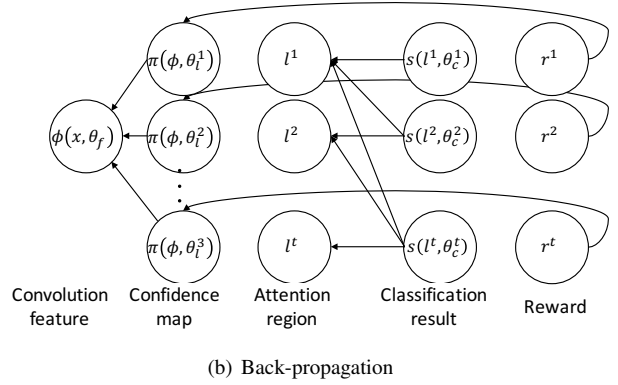 π(ϕ, θ_l^1) l^1 s(l^1, θ_c^1) r^1
ϕ(x, θ_f) π(ϕ, θ_l^2) l^2 s(l^2, θ_c^2) r^2
π(ϕ, θ_l^3) l^t s(l^t, θ_c^t) r^t
Convolution feature
Confidence map
Attention region
Classification result
Reward
(b) Back-propagation